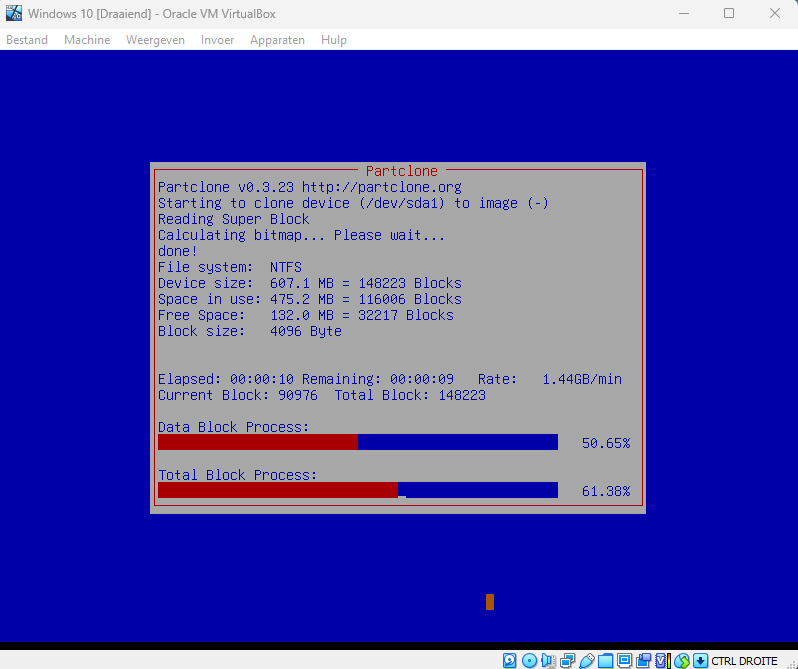 Windows 10 [Draaiend] - Oracle VM VirtualBox
Bestand Machine Weergeven Invoer Apparaten Hulp
Partclone
Partclone v0.3.23 http://partclone.org
Starting to clone device (/dev/sda1) to image (-)
Reading Super Block
Calculating bitmap... Please wait...
done!
File system: NTFS
Device size: 607.1 MB = 148223 Blocks
Space in use: 475.2 MB = 116006 Blocks
Free Space: 132.0 MB = 32217 Blocks
Block size: 4096 Byte
Elapsed: 00:00:10 Remaining: 00:00:09 Rate: 1.44GB/min
Current Block: 90976 Total Block: 148223
Data Block Process:
50.65%
Total Block Process:
61.38%
CTRL DROITE